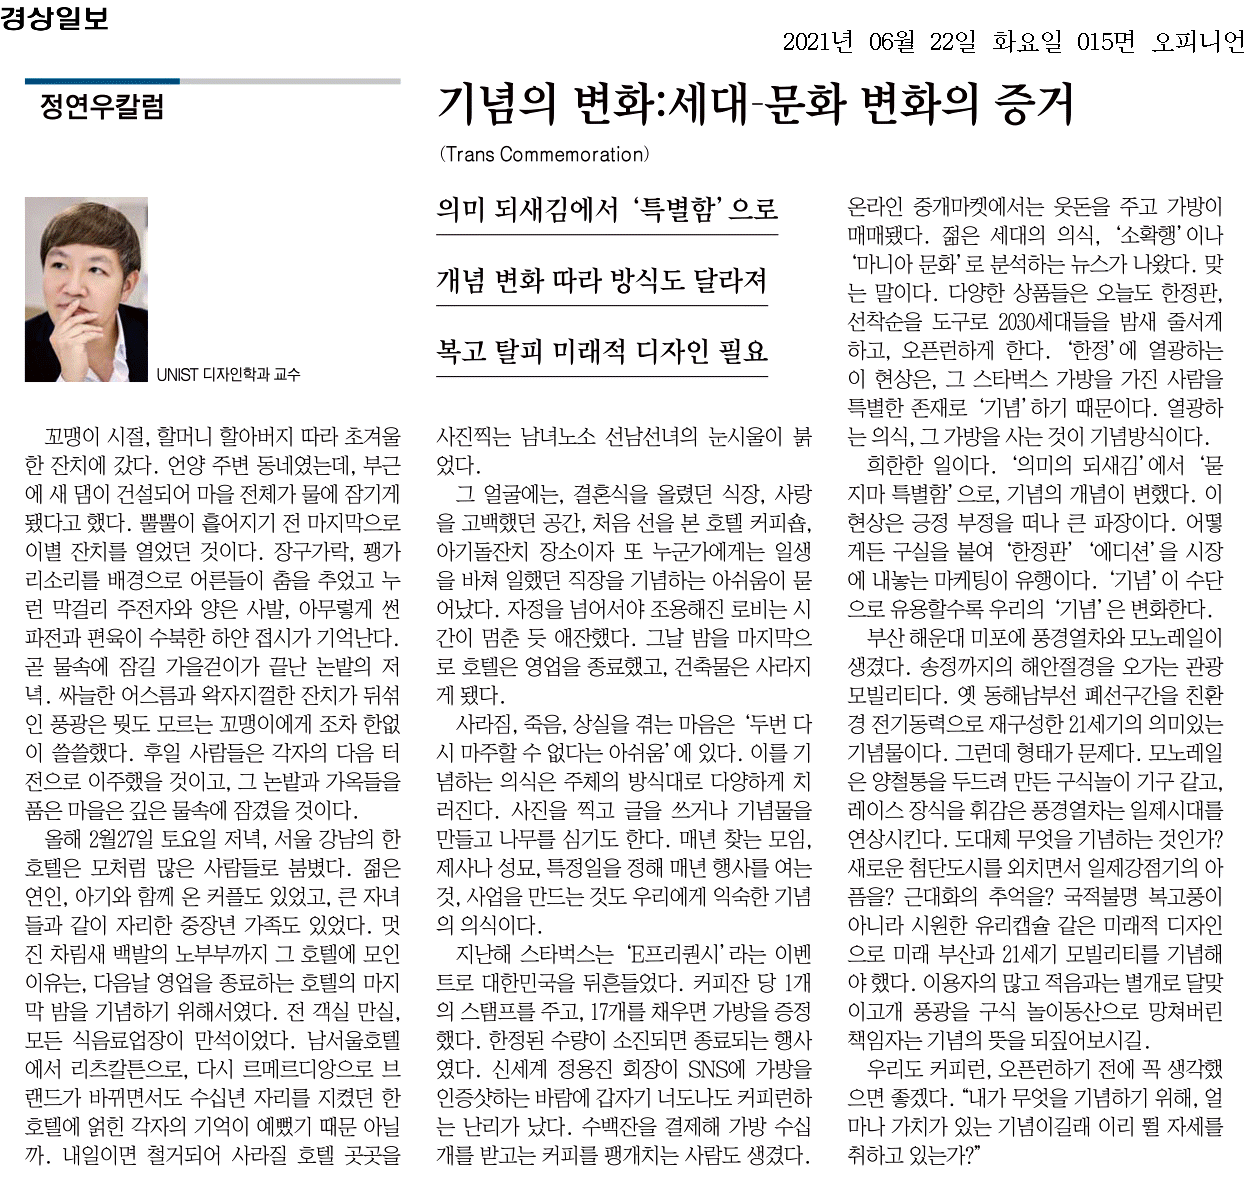 경상일보
2021년 06월 22일 화요일 015면 오피니언
정연우칼럼
기념의 변화:세대-문화 변화의 증거
(Trans Commemoration)
UNIST 디자인학과 교수
의미 되새김에서 ‘특별함’으로
개념 변화 따라 방식도 달라져
복고 탈피 미래적 디자인 필요
꼬맹이 시절, 할머니 할아버지 따라 초겨울
한 잔치에 갔다. 언양 주변 동네였는데, 부근
에 새 댐이 건설되어 마을 전체가 물에 잠기게
됐다고 했다. 뿔뿔이 흩어지기 전 마지막으로
이별 잔치를 열었던 것이다. 장구가락, 꽹가
리소리를 배경으로 어른들이 춤을 추었고 누
런 막걸리 주전자와 양은 사발, 아무렇게 썬
파전과 편육이 수북한 하얀 접시가 기억난다.
곧 물속에 잠길 가을걷이가 끝난 논밭의 저
녁. 싸늘한 어스름과 왁자지껄한 잔치가 뒤섞
인 풍광은 뭣도 모르는 꼬맹이에게 조차 한없
이 쓸쓸했다. 후일 사람들은 각자의 다음 터
전으로 이주했을 것이고, 그 논밭과 가옥들을
품은 마을은 깊은 물속에 잠겼을 것이다.
올해 2월27일 토요일 저녁, 서울 강남의 한
호텔은 모처럼 많은 사람들로 붐볐다. 젊은
연인, 아기와 함께 온 커플도 있었고, 큰 자녀
들과 같이 자리한 중장년 가족도 있었다. 멋
진 차림새 백발의 노부부까지 그 호텔에 모인
이유는, 다음날 영업을 종료하는 호텔의 마지
막 밤을 기념하기 위해서였다. 전 객실 만실,
모든 식음료업장이 만석이었다. 남서울호텔
에서 리츠칼튼으로, 다시 르메르디앙으로 브
랜드가 바뀌면서도 수십년 자리를 지켰던 한
호텔에 얽힌 각자의 기억이 예뻤기 때문 아닐
까. 내일이면 철거되어 사라질 호텔 곳곳을
사진찍는 남녀노소 선남선녀의 눈시울이 붉
었다.
그 얼굴에는, 결혼식을 올렸던 식장, 사랑
을 고백했던 공간, 처음 선을 본 호텔 커피숍,
아기돌잔치 장소이자 또 누군가에게는 일생
을 바쳐 일했던 직장을 기념하는 아쉬움이 묻
어났다. 자정을 넘어서야 조용해진 로비는 시
간이 멈춘 듯 애잔했다. 그날 밤을 마지막으
로 호텔은 영업을 종료했고, 건축물은 사라지
게 됐다.
사라짐, 죽음, 상실을 겪는 마음은 ‘두번 다
시 마주할 수 없다는 아쉬움’에 있다. 이를 기
념하는 의식은 주체의 방식대로 다양하게 치
러진다. 사진을 찍고 글을 쓰거나 기념물을
만들고 나무를 심기도 한다. 매년 찾는 모임,
제사나 성묘, 특정일을 정해 매년 행사를 여는
것, 사업을 만드는 것도 우리에게 익숙한 기념
의 의식이다.
지난해 스타벅스는 ‘E프리퀀시’라는 이벤
트로 대한민국을 뒤흔들었다. 커피잔 당 1개
의 스탬프를 주고, 17개를 채우면 가방을 증정
했다. 한정된 수량이 소진되면 종료되는 행사
였다. 신세계 정용진 회장이 SNS에 가방을
인증샷하는 바람에 갑자기 너도나도 커피런하
는 난리가 났다. 수백잔을 결제해 가방 수십
개를 받고는 커피를 팽개치는 사람도 생겼다.
온라인 중개마켓에서는 웃돈을 주고 가방이
매매됐다. 젊은 세대의 의식, ‘소확행’이나
‘마니아 문화’로 분석하는 뉴스가 나왔다. 맞
는 말이다. 다양한 상품들은 오늘도 한정판,
선착순을 도구로 2030세대들을 밤새 줄서게
하고, 오픈런하게 한다. ‘한정’에 열광하는
이 현상은, 그 스타벅스 가방을 가진 사람을
특별한 존재로 ‘기념’하기 때문이다. 열광하
는 의식, 그 가방을 사는 것이 기념방식이다.
희한한 일이다. ‘의미의 되새김’에서 ‘묻
지마 특별함’으로, 기념의 개념이 변했다. 이
현상은 긍정 부정을 떠나 큰 파장이다. 어떻
게든 구실을 붙여 ‘한정판’ ‘에디션’을 시장
에 내놓는 마케팅이 유행이다. ‘기념’이 수단
으로 유용할수록 우리의 ‘기념’은 변화한다.
부산 해운대 미포에 풍경열차와 모노레일이
생겼다. 송정까지의 해안절경을 오가는 관광
모빌리티다. 옛 동해남부선 폐선구간을 친환
경 전기동력으로 재구성한 21세기의 의미있는
기념물이다. 그런데 형태가 문제다. 모노레일
은 양철통을 두드려 만든 구식놀이 기구 같고,
레이스 장식을 휘감은 풍경열차는 일제시대를
연상시킨다. 도대체 무엇을 기념하는 것인가?
새로운 첨단도시를 외치면서 일제강점기의 아
픔을? 근대화의 추억을? 국적불명 복고풍이
아니라 시원한 유리캡슐 같은 미래적 디자인
으로 미래 부산과 21세기 모빌리티를 기념해
야 했다. 이용자의 많고 적음과는 별개로 달맞
이고개 풍광을 구식 놀이동산으로 망쳐버린
책임자는 기념의 뜻을 되짚어보시길.
우리도 커피런, 오픈런하기 전에 꼭 생각했
으면 좋겠다. “내가 무엇을 기념하기 위해, 얼
마나 가치가 있는 기념이길래 이리 뛸 자세를
취하고 있는가?”